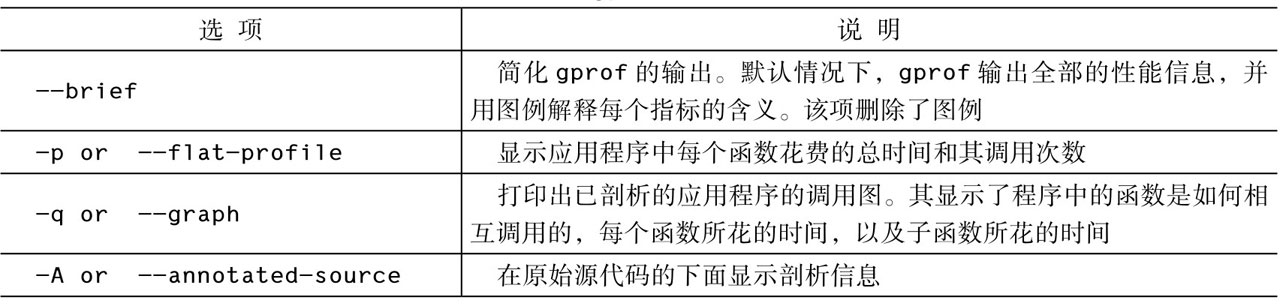 选 项 说 明
--brief 简化 gprof 的输出。默认情况下，gprof 输出全部的性能信息，并
用图例解释每个指标的含义。该项删除了图例
-p or --flat-profile 显示应用程序中每个函数花费的总时间和其调用次数
-q or --graph 打印出已剖析的应用程序的调用图。其显示了程序中的函数是如何相
互调用的，每个函数所花的时间，以及子函数所花的时间
-A or --annotated-source 在原始源代码的下面显示剖析信息